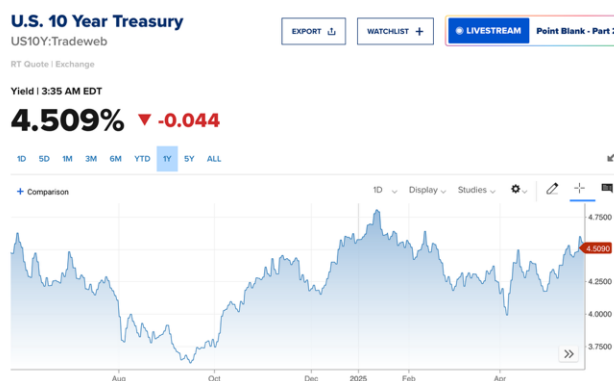 U.S. 10 Year Treasury
US10Y:Tradeweb
EXPORT
WATCHLIST +
LIVESTREAM
Point Blank - Part 2
RT Quote | Exchange
Yield | 3:35 AM EDT
4.509% ▼ -0.044
1D 5D 1M 3M 6M YTD 1Y 5Y ALL
+ Comparison
1D Display Studies
4.7500
4.5090
4.2500
4.0000
3.7500
Aug Oct Dec 2025 Feb Apr